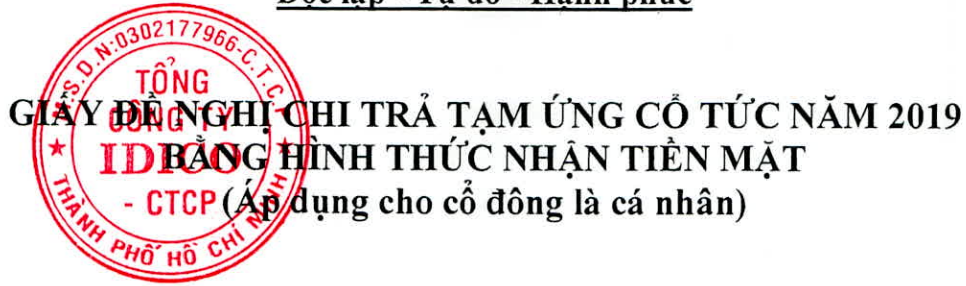 Độc lập - Tự do - Hạnh phúc
M.S.D.N:0302177966-C.T.C.P
TỔNG
CÔNG TY
IDICO
- CTCP
THÀNH PHỐ HỒ CHÍ MINH
GIẤY ĐỀ NGHỊ CHI TRẢ TẠM ỨNG CỔ TỨC NĂM 2019
BẰNG HÌNH THỨC NHẬN TIỀN MẶT
(Áp dụng cho cổ đông là cá nhân)